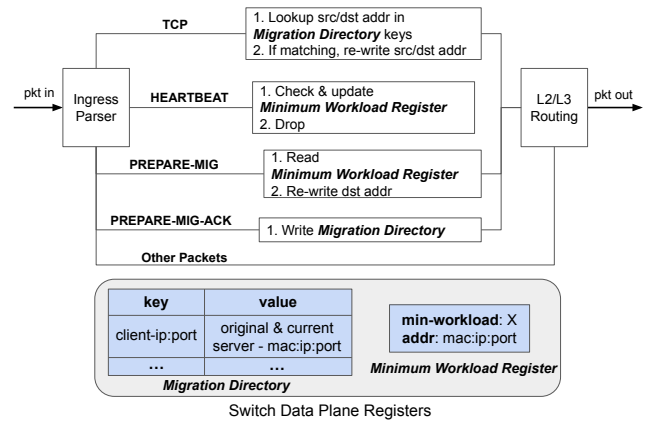 TCP
1. Lookup src/dst addr in
Migration Directory keys
2. If matching, re-write src/dst addr
pkt in
Ingress
Parser
HEARTBEAT
1. Check & update
Minimum Workload Register
2. Drop
L2/L3
Routing
pkt out
PREPARE-MIG
1. Read
Minimum Workload Register
2. Re-write dst addr
PREPARE-MIG-ACK
1. Write Migration Directory
Other Packets
key
value
client-ip:port
original & current
server - mac:ip:port
...
...
Migration Directory
min-workload: X
addr: mac:ip:port
Minimum Workload Register
Switch Data Plane Registers